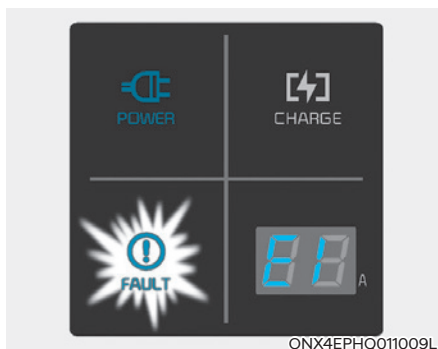 POWER
CHARGE
FAULT
E1
A
ONX4EPHO011009L